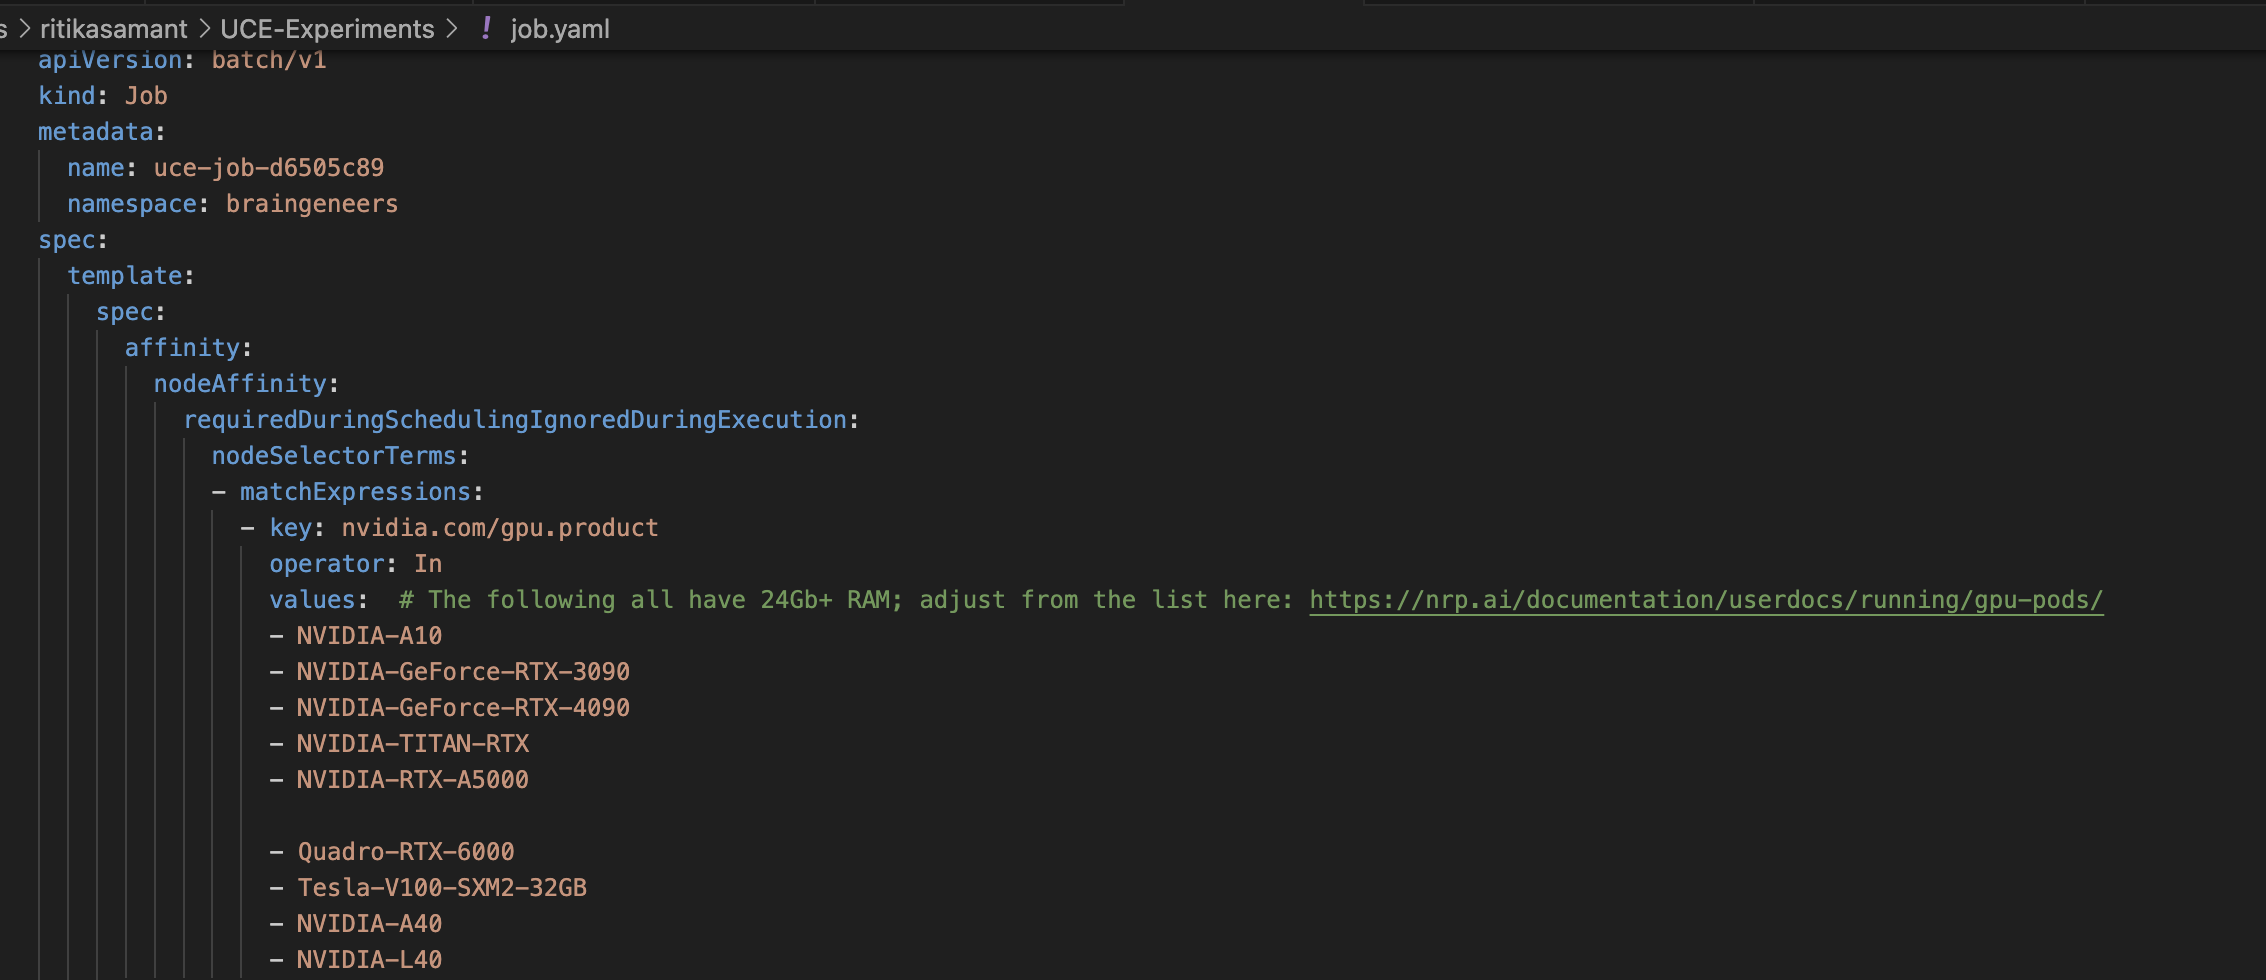 s > ritikasamant > UCE-Experiments > ! job.yaml
apiVersion: batch/v1
kind: Job
metadata:
  name: uce-job-d6505c89
  namespace: braingeneers
spec:
  template:
    spec:
      affinity:
        nodeAffinity:
          requiredDuringSchedulingIgnoredDuringExecution:
            nodeSelectorTerms:
            - matchExpressions:
              - key: nvidia.com/gpu.product
                operator: In
                values:  # The following all have 24Gb+ RAM; adjust from the list here: https://nrp.ai/documentation/userdocs/running/gpu-pods/
                - NVIDIA-A10
                - NVIDIA-GeForce-RTX-3090
                - NVIDIA-GeForce-RTX-4090
                - NVIDIA-TITAN-RTX
                - NVIDIA-RTX-A5000
                - Quadro-RTX-6000
                - Tesla-V100-SXM2-32GB
                - NVIDIA-A40
                - NVIDIA-L40